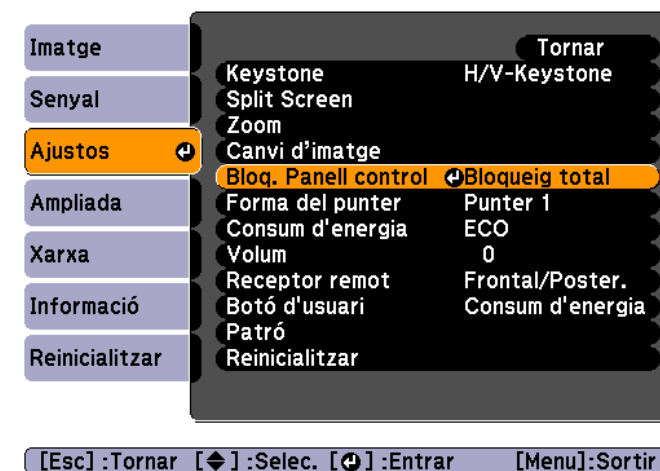 Imatge
Senyal
Ajustos
Ampliada
Xarxa
Informació
Reinicialitzar
Tornar
Keystone H/V-Keystone
Split Screen
Zoom
Canvi d'imatge
Bloq. Panell control Bloqueig total
Forma del punter Punter 1
Consum d'energia ECO
Volum 0
Receptor remot Frontal/Poster.
Botó d'usuari Consum d'energia
Patró
Reinicialitzar
[Esc] :Tornar [◆] :Selec. [↵] :Entrar [Menu]:Sortir